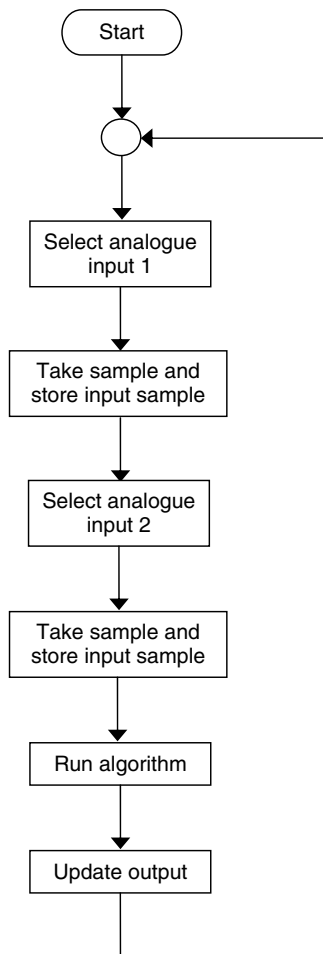 Start
Select analogue
input 1
Take sample and
store input sample
Select analogue
input 2
Take sample and
store input sample
Run algorithm
Update output